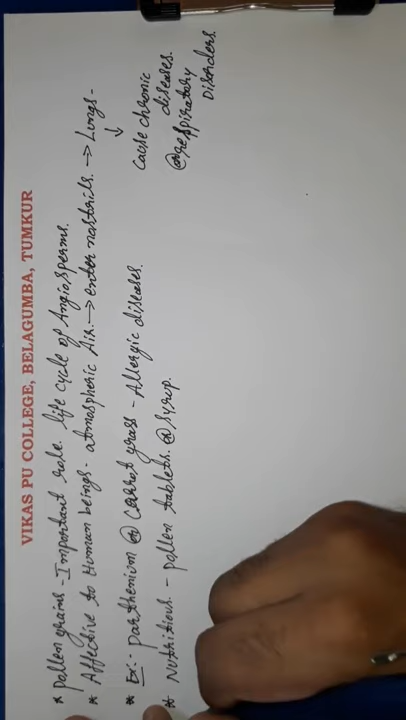 VIKAS PU COLLEGE, BELAGUMBA, TUMKUR
* Pollen grains - Important role life cycle of Angiosperms.
* Affective to Human beings - atmospheric Air. → enter nastorils. → Lungs -
↓
Cause chronic
diseases.
@ respiratory
Disorders.
* Ex:- parthenium @ Carrot grass - Allergic diseases.
* Nutritious. - pollen tablets. @ Syrup.